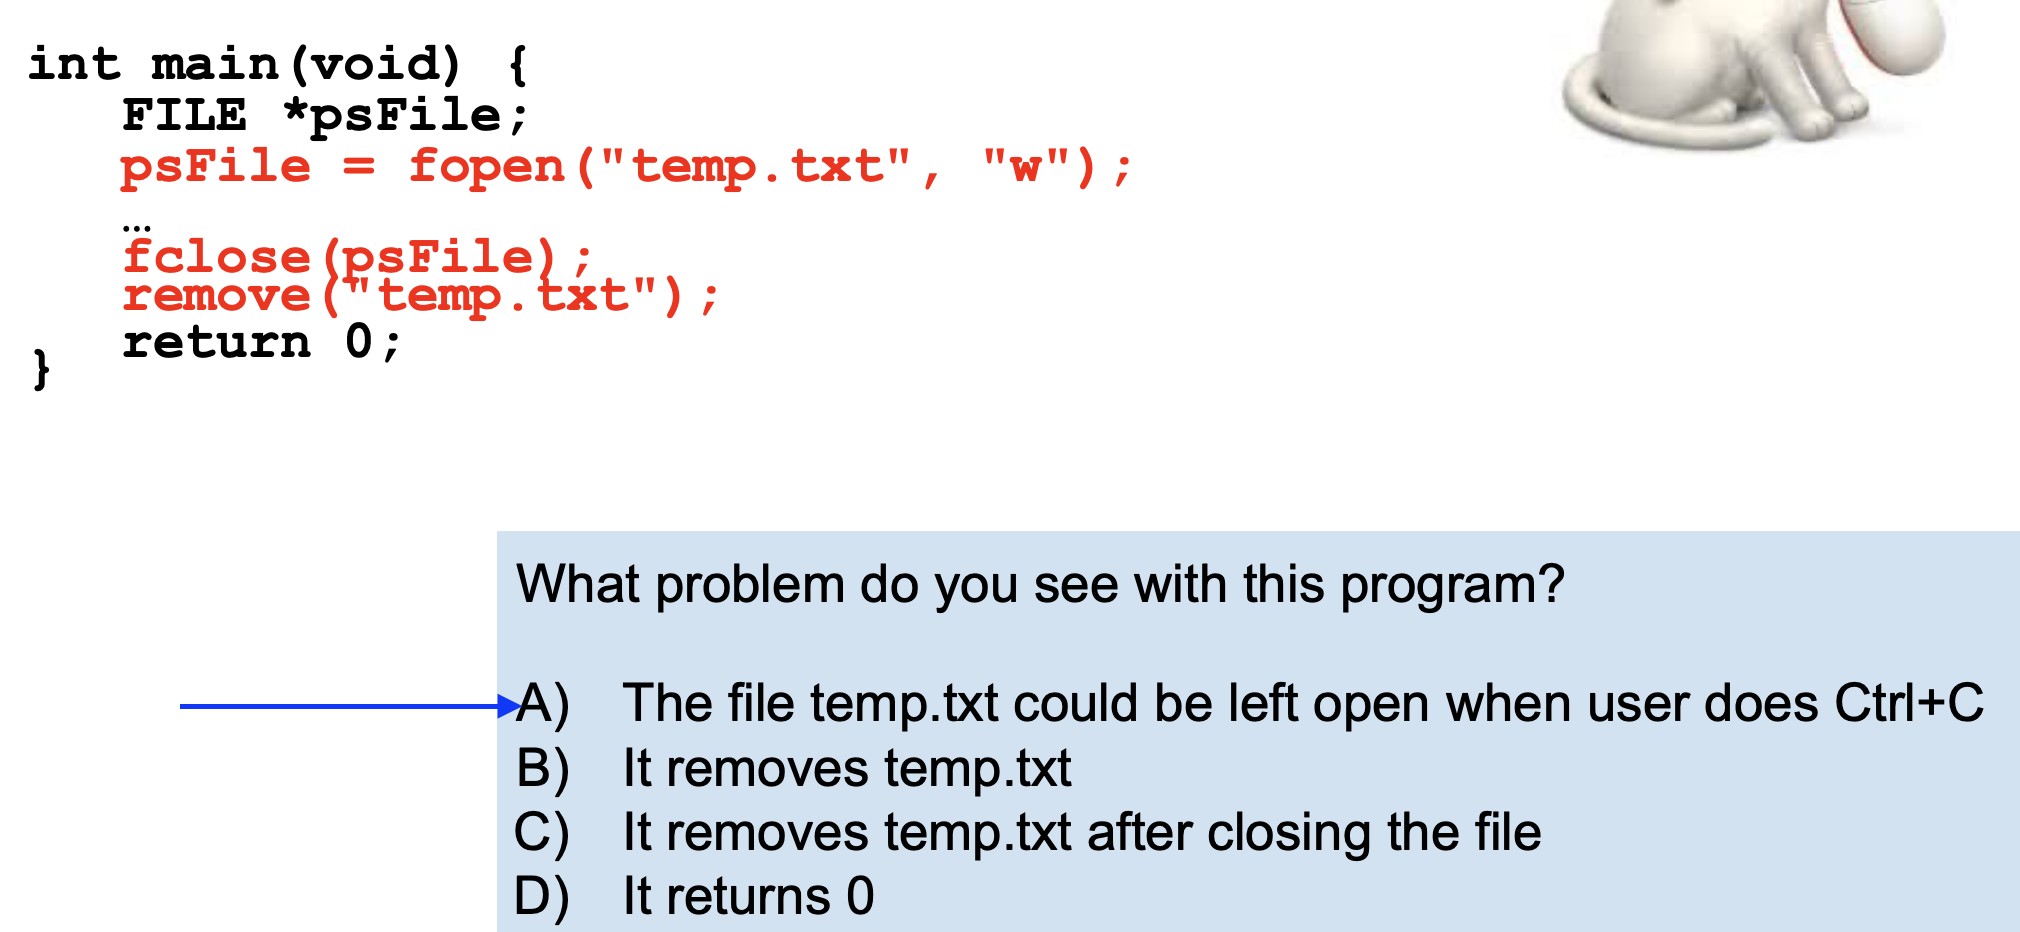 int main(void) {
FILE *psFile;
psFile = fopen("temp.txt", "w");
…
fclose(psFile);
remove("temp.txt");
return 0;
}
What problem do you see with this program?
A) The file temp.txt could be left open when user does Ctrl+C
B) It removes temp.txt
C) It removes temp.txt after closing the file
D) It returns 0